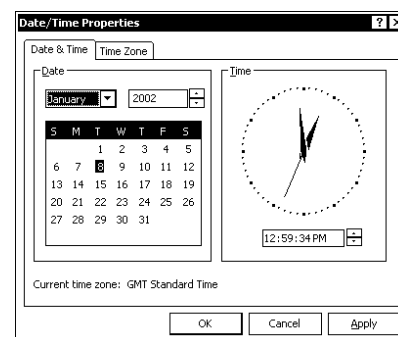 Date/Time Properties
Date & Time Time Zone
Date
January 2002
S M T W T F S
1 2 3 4 5
6 7 8 9 10 11 12
13 14 15 16 17 18 19
20 21 22 23 24 25 26
27 28 29 30 31
Time
12:59:34 PM
Current time zone: GMT Standard Time
OK Cancel Apply